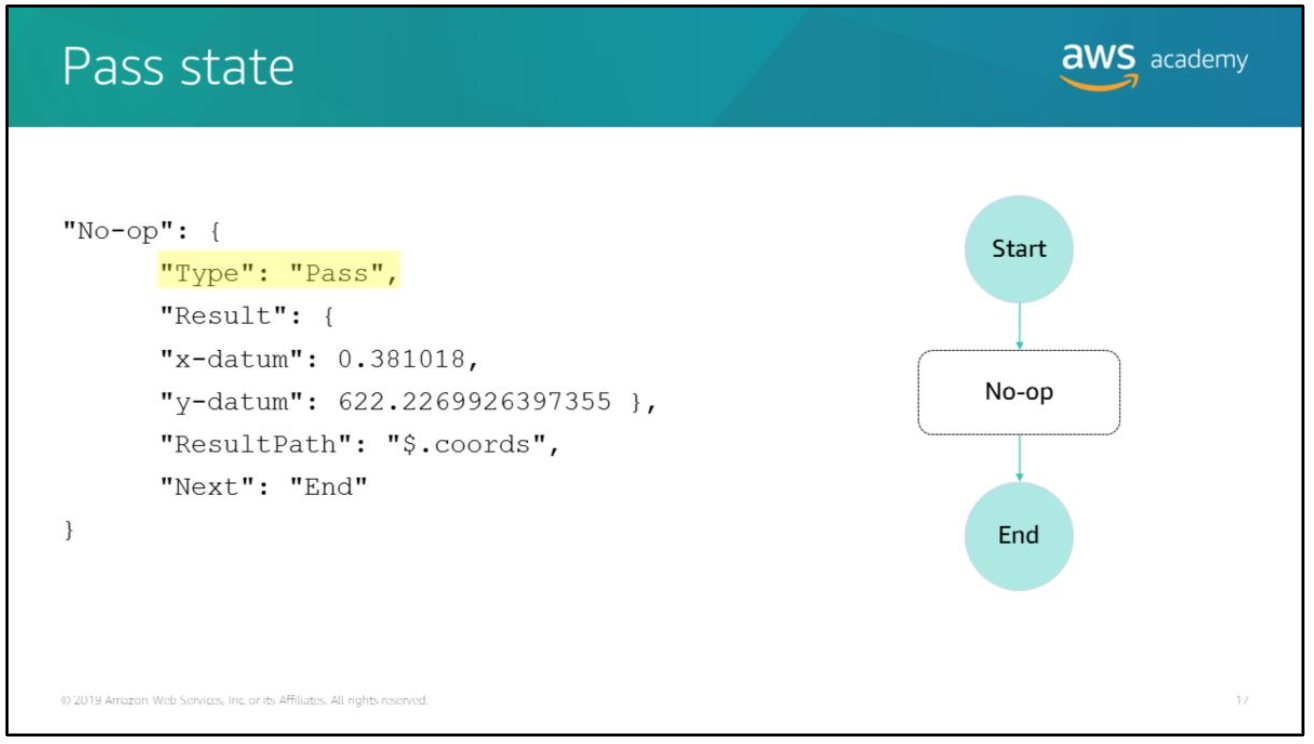 Pass state
aws academy
"No-op": {
"Type": "Pass",
"Result": {
"x-datum": 0.381018,
"y-datum": 622.2269926397355 },
"ResultPath": "$.coords",
"Next": "End"
}
Start
No-op
End
© 2019 Amazon Web Services, Inc. or its Affiliates. All rights reserved.
17